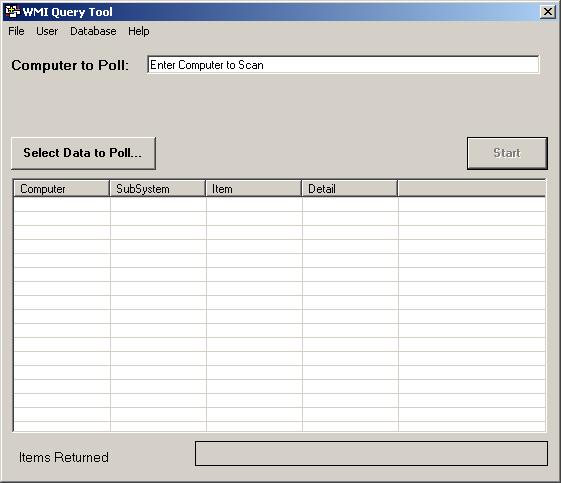 WMI Query Tool
File User Database Help
Computer to Poll: Enter Computer to Scan
Select Data to Poll... Start
Computer SubSystem Item Detail
Items Returned